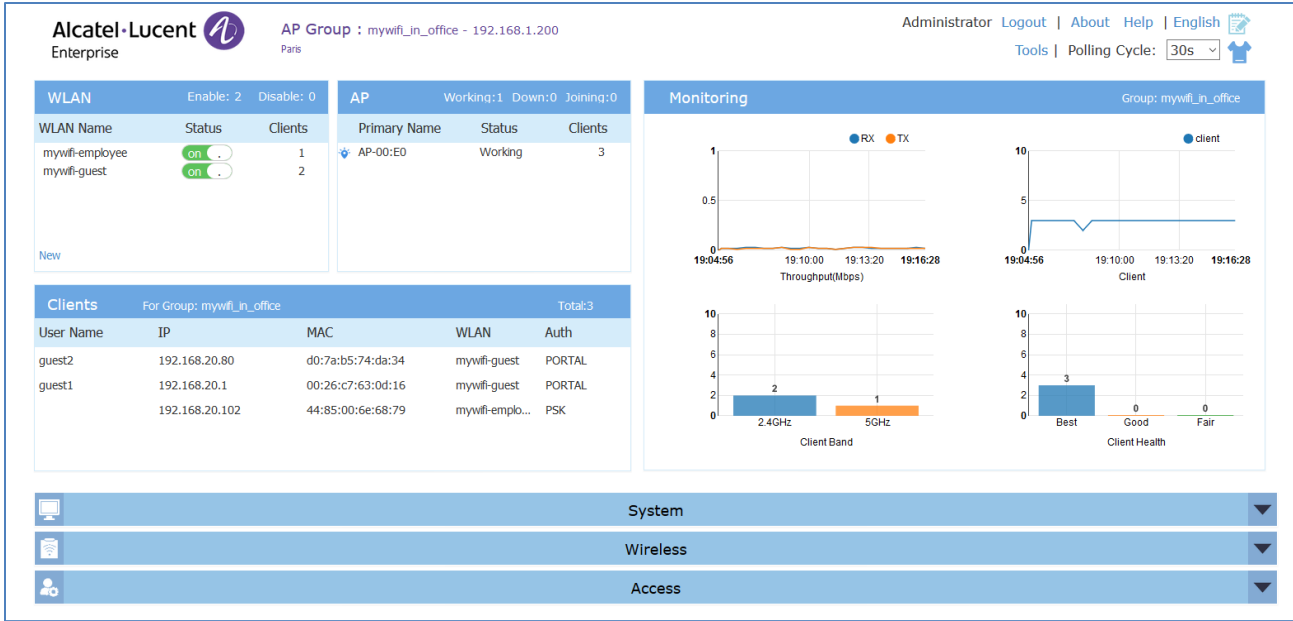 Alcatel·Lucent
Enterprise
AP Group : mywifi_in_office - 192.168.1.200
Paris
Administrator Logout | About Help | English
Tools | Polling Cycle: 30s
WLAN Enable: 2 Disable: 0
WLAN Name Status Clients
mywifi-employee on . 1
mywifi-guest on . 2
New
AP Working:1 Down:0 Joining:0
Primary Name Status Clients
AP-00:E0 Working 3
Clients For Group: mywifi_in_office Total:3
User Name IP MAC WLAN Auth
guest2 192.168.20.80 d0:7a:b5:74:da:34 mywifi-guest PORTAL
guest1 192.168.20.1 00:26:c7:63:0d:16 mywifi-guest PORTAL
192.168.20.102 44:85:00:6e:68:79 mywifi-emplo... PSK
Monitoring Group: mywifi_in_office
RX TX
1
0.5
0
19:04:56 19:10:00 19:13:20 19:16:28
Throughput(Mbps)
client
10
5
0
19:04:56 19:10:00 19:13:20 19:16:28
Client
10
8
6
4
2
0
2 1
2.4GHz 5GHz
Client Band
10
8
6
4
2
0
3 0 0
Best Good Fair
Client Health
System
Wireless
Access